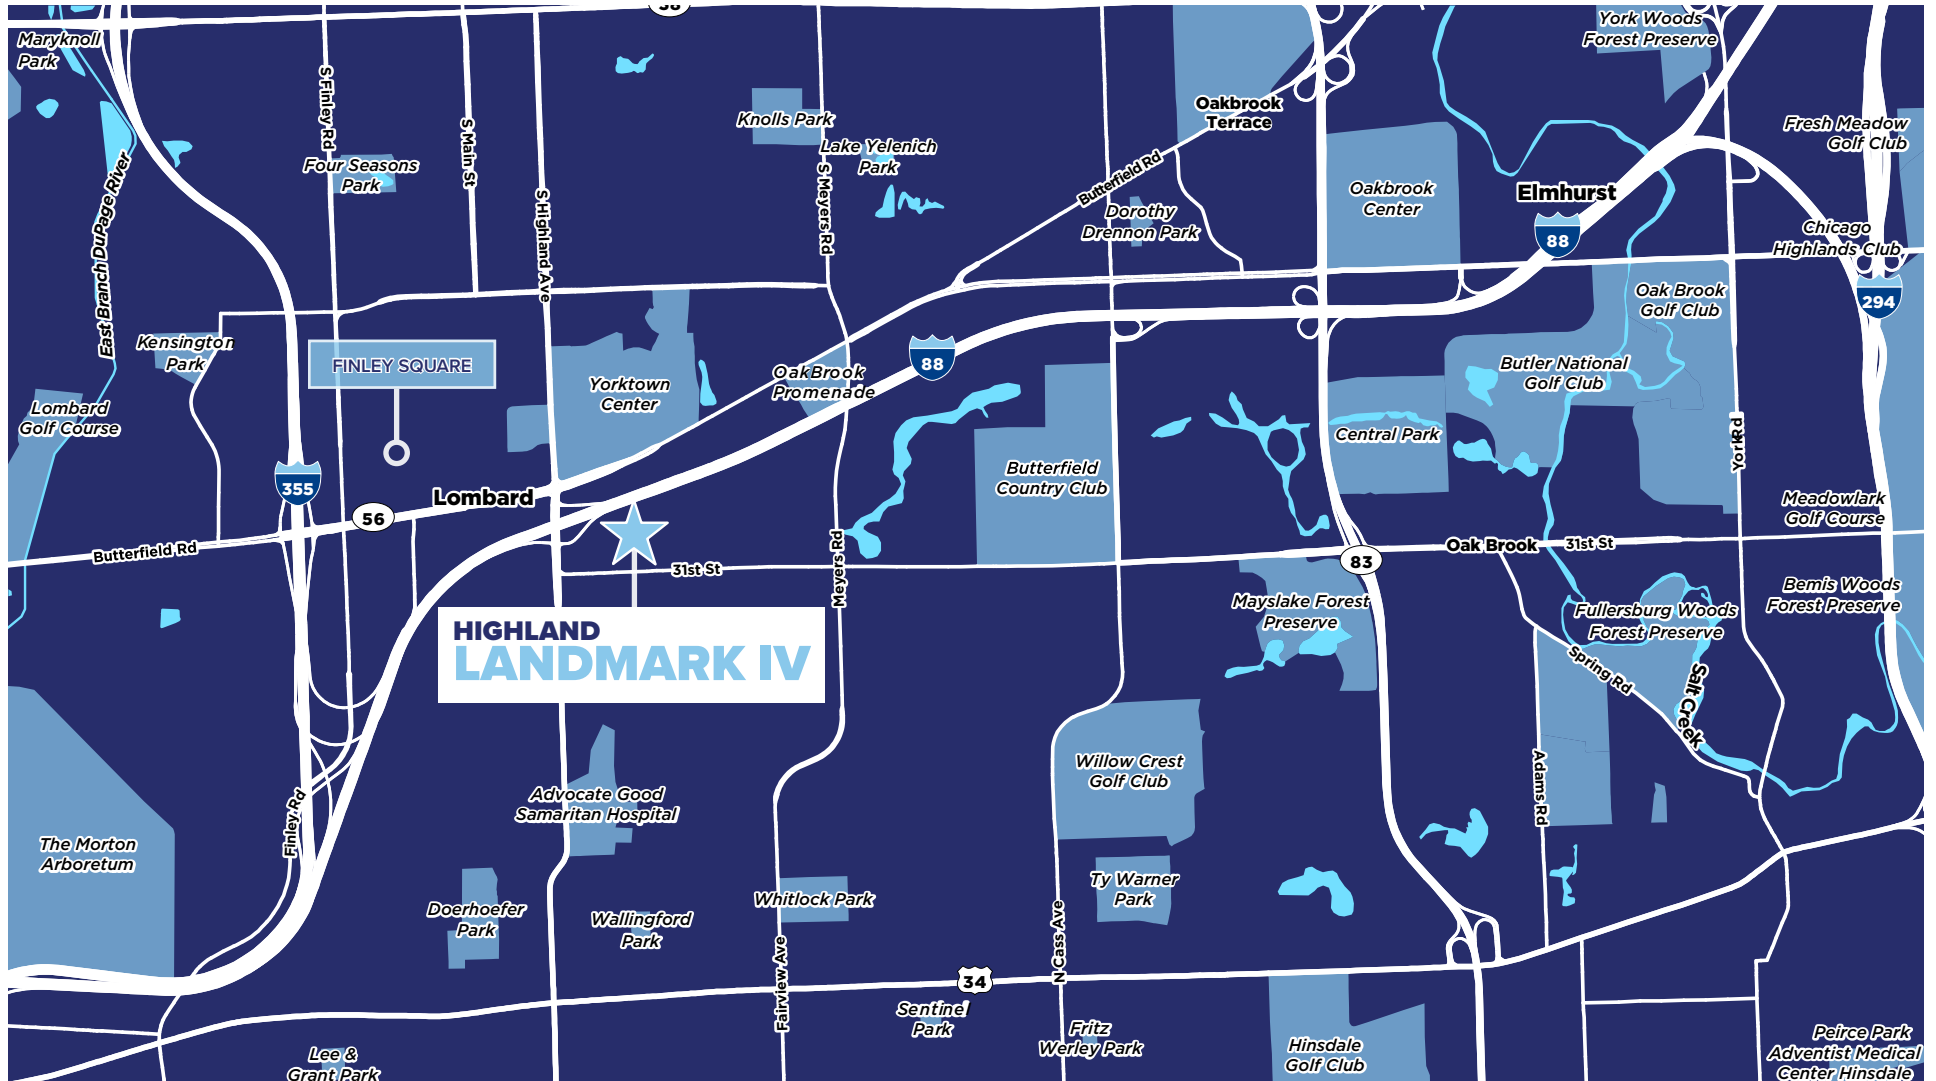 38
Maryknoll
Park
York Woods
Forest Preserve
S Finley Rd
S Main St
Knolls Park
Oakbrook
Terrace
Fresh Meadow
Golf Club
Four Seasons
Park
Lake Yelenich
Park
East Branch DuPage River
S Highland Ave
S Meyers Rd
Butterfield Rd
Dorothy
Drennon Park
Oakbrook
Center
Elmhurst
88
Chicago
Highlands Club
294
Oak Brook
Golf Club
Kensington
Park
FINLEY SQUARE
88
OakBrook
Promenade
Yorktown
Center
Butler National
Golf Club
Lombard
Golf Course
Central Park
York Rd
Butterfield
Country Club
355
56
Lombard
Meadowlark
Golf Course
Butterfield Rd
31st St
Meyers Rd
83
Oak Brook
31st St
Bemis Woods
Forest Preserve
Mayslake Forest
Preserve
Fullersburg Woods
Forest Preserve
HIGHLAND
LANDMARK IV
Spring Rd
Salt Creek
Willow Crest
Golf Club
Adams Rd
Advocate Good
Samaritan Hospital
Finley Rd
The Morton
Arboretum
Ty Warner
Park
Whitlock Park
Doerhoefer
Park
Wallingford
Park
Fairview Ave
N Cass Ave
34
Sentinel
Park
Fritz
Werley Park
Hinsdale
Golf Club
Lee &
Grant Park
Peirce Park
Adventist Medical
Center Hinsdale